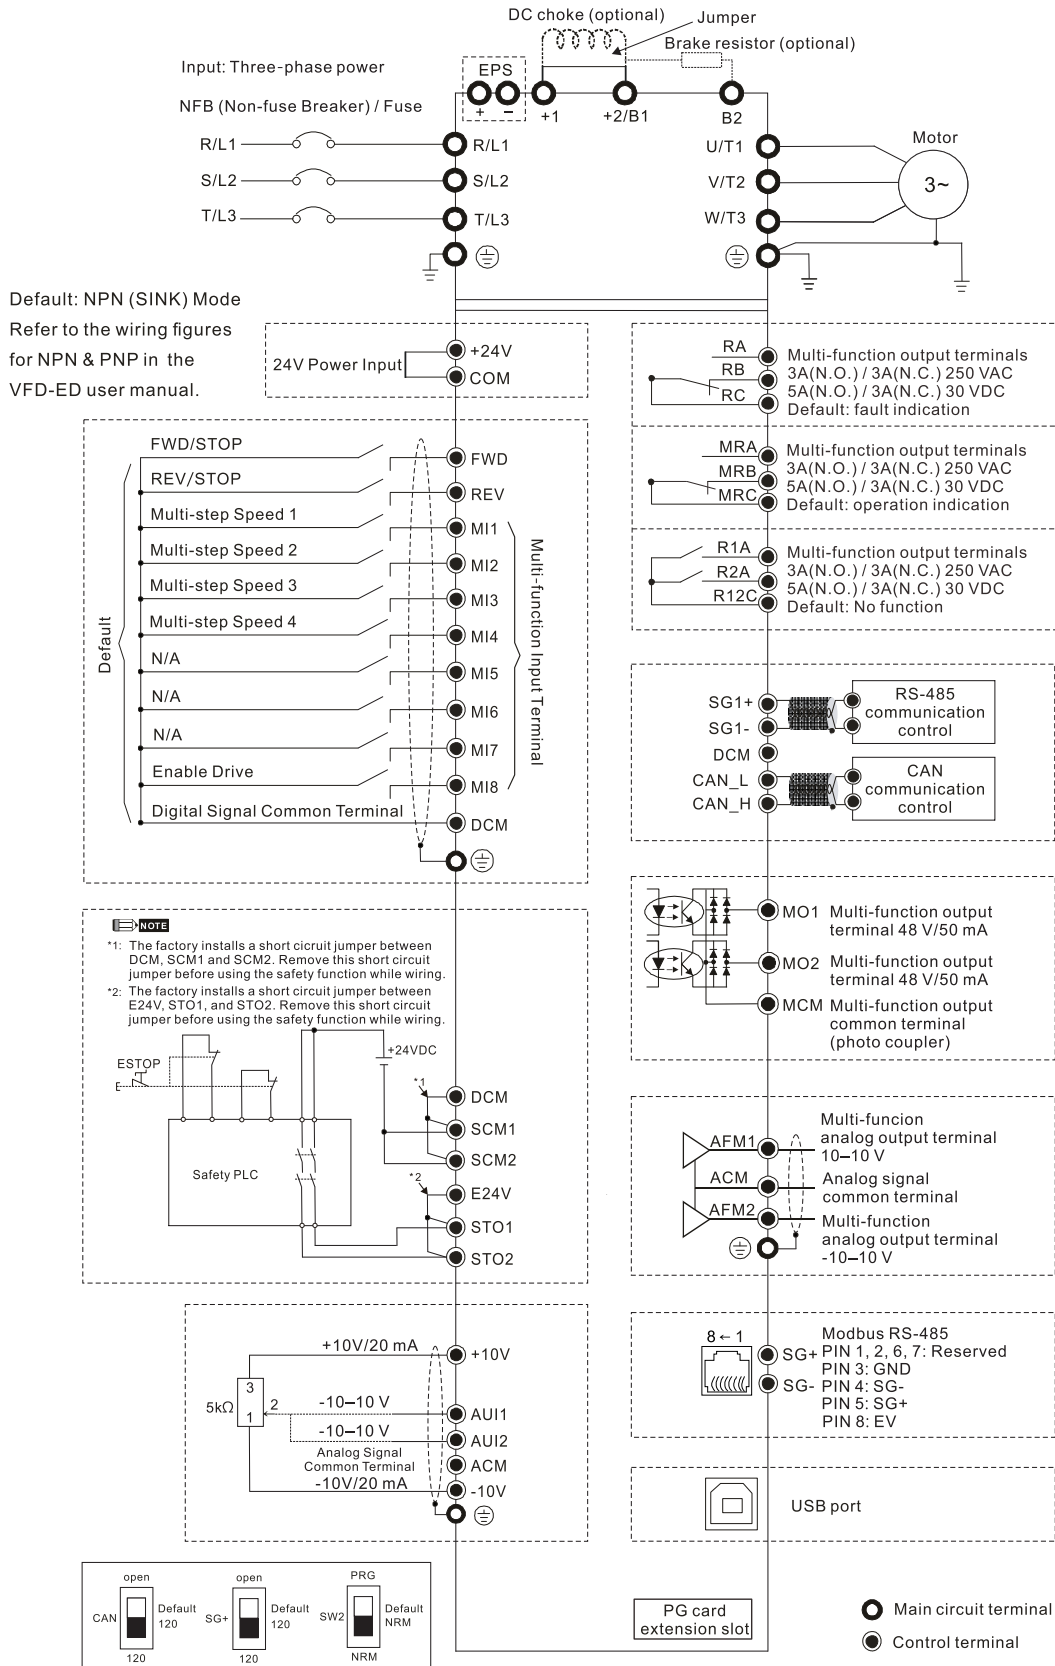 DC choke (optional)
Jumper
Brake resistor (optional)
Input: Three-phase power
EPS
+
−
+1
+2/B1
B2
NFB (Non-fuse Breaker) / Fuse
R/L1
R/L1
S/L2
S/L2
T/L3
T/L3
U/T1
V/T2
W/T3
Motor
3~
Default: NPN (SINK) Mode
Refer to the wiring figures
for NPN & PNP in the
VFD-ED user manual.
24V Power Input
+24V
COM
FWD/STOP
FWD
REV/STOP
REV
Multi-step Speed 1
MI1
Multi-step Speed 2
MI2
Multi-step Speed 3
MI3
Multi-step Speed 4
MI4
N/A
MI5
N/A
MI6
N/A
MI7
Enable Drive
MI8
Digital Signal Common Terminal
DCM
Default
Multi-function Input Terminal
NOTE
*1: The factory installs a short circuit jumper between
DCM, SCM1 and SCM2. Remove this short circuit
jumper before using the safety function while wiring.
*2: The factory installs a short circuit jumper between
E24V, STO1, and STO2. Remove this short circuit
jumper before using the safety function while wiring.
ESTOP
+24VDC
Safety PLC
*1
DCM
SCM1
SCM2
*2
E24V
STO1
STO2
+10V/20 mA
+10V
5kΩ
3
2
1
-10–10 V
AUI1
-10–10 V
AUI2
Analog Signal
Common Terminal
ACM
-10V/20 mA
-10V
open
CAN
Default
120
120
open
SG+
Default
120
120
PRG
SW2
Default
NRM
NRM
RA
RB
RC
Multi-function output terminals
3A(N.O.) / 3A(N.C.) 250 VAC
5A(N.O.) / 3A(N.C.) 30 VDC
Default: fault indication
MRA
MRB
MRC
Multi-function output terminals
3A(N.O.) / 3A(N.C.) 250 VAC
5A(N.O.) / 3A(N.C.) 30 VDC
Default: operation indication
R1A
R2A
R12C
Multi-function output terminals
3A(N.O.) / 3A(N.C.) 250 VAC
5A(N.O.) / 3A(N.C.) 30 VDC
Default: No function
SG1+
SG1-
DCM
CAN_L
CAN_H
RS-485
communication
control
CAN
communication
control
MO1
Multi-function output
terminal 48 V/50 mA
MO2
Multi-function output
terminal 48 V/50 mA
MCM
Multi-function output
common terminal
(photo coupler)
AFM1
Multi-funcion
analog output terminal
10–10 V
ACM
Analog signal
common terminal
AFM2
Multi-function
analog output terminal
-10–10 V
8 ← 1
SG+
SG-
Modbus RS-485
PIN 1, 2, 6, 7: Reserved
PIN 3: GND
PIN 4: SG-
PIN 5: SG+
PIN 8: EV
USB port
PG card
extension slot
Main circuit terminal
Control terminal